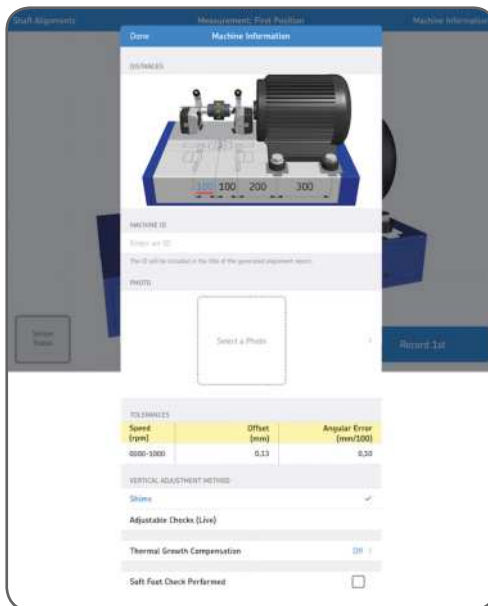 Shaft Alignments Measurement: First Position Machine Information
Done Machine Information
DISTANCES
100 100 200 300
MACHINE ID
Enter an ID
The ID will be included in the title of the generated alignment report.
PHOTO
Select a Photo
Sensor
Status
Record 1st
TOLERANCES
Speed
(rpm) Offset
(mm) Angular Error
(mm/100)
0000-1000 0,13 0,10
VERTICAL ADJUSTMENT METHOD
Shims
Adjustable Chocks (Live)
Thermal Growth Compensation Off
Soft Foot Check Performed